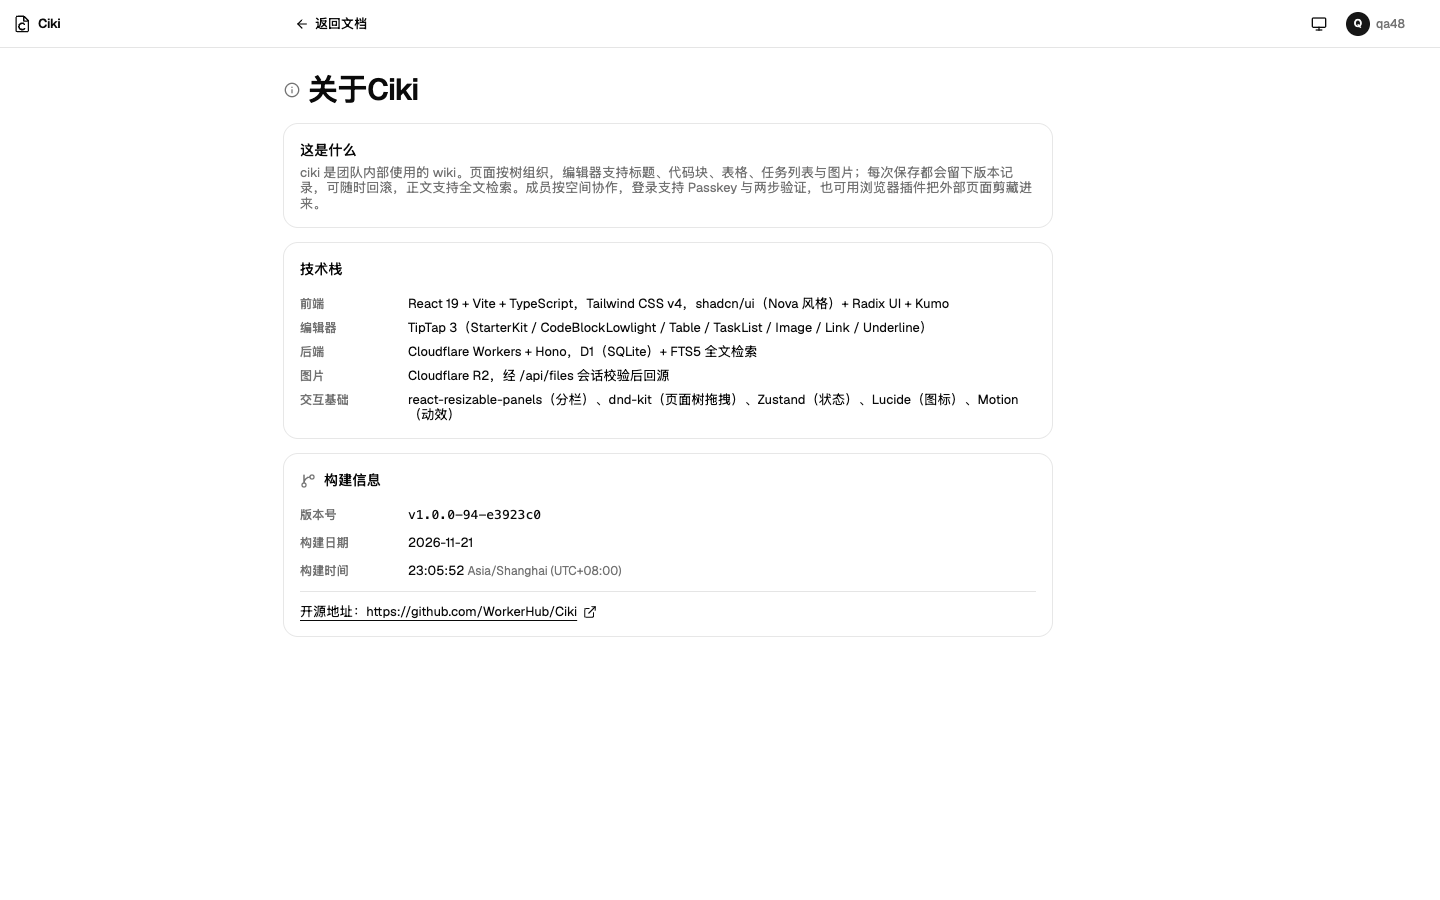 Ciki
返回文档
Q
qa48
关于Ciki
这是什么
ciki 是团队内部使用的 wiki。页面按树组织，编辑器支持标题、代码块、表格、任务列表与图片；每次保存都会留下版本记
录，可随时回滚，正文支持全文检索。成员按空间协作，登录支持 Passkey 与两步验证，也可用浏览器插件把外部页面剪藏进
来。
技术栈
前端 React 19 + Vite + TypeScript，Tailwind CSS v4，shadcn/ui（Nova 风格）+ Radix UI + Kumo
编辑器 TipTap 3（StarterKit / CodeBlockLowlight / Table / TaskList / Image / Link / Underline）
后端 Cloudflare Workers + Hono，D1（SQLite）+ FTS5 全文检索
图片 Cloudflare R2，经 /api/files 会话校验后回源
交互基础 react-resizable-panels（分栏）、dnd-kit（页面树拖拽）、Zustand（状态）、Lucide（图标）、Motion
（动效）
构建信息
版本号 v1.0.0-94-e3923c0
构建日期 2026-11-21
构建时间 23:05:52 Asia/Shanghai (UTC+08:00)
开源地址：https://github.com/WorkerHub/Ciki